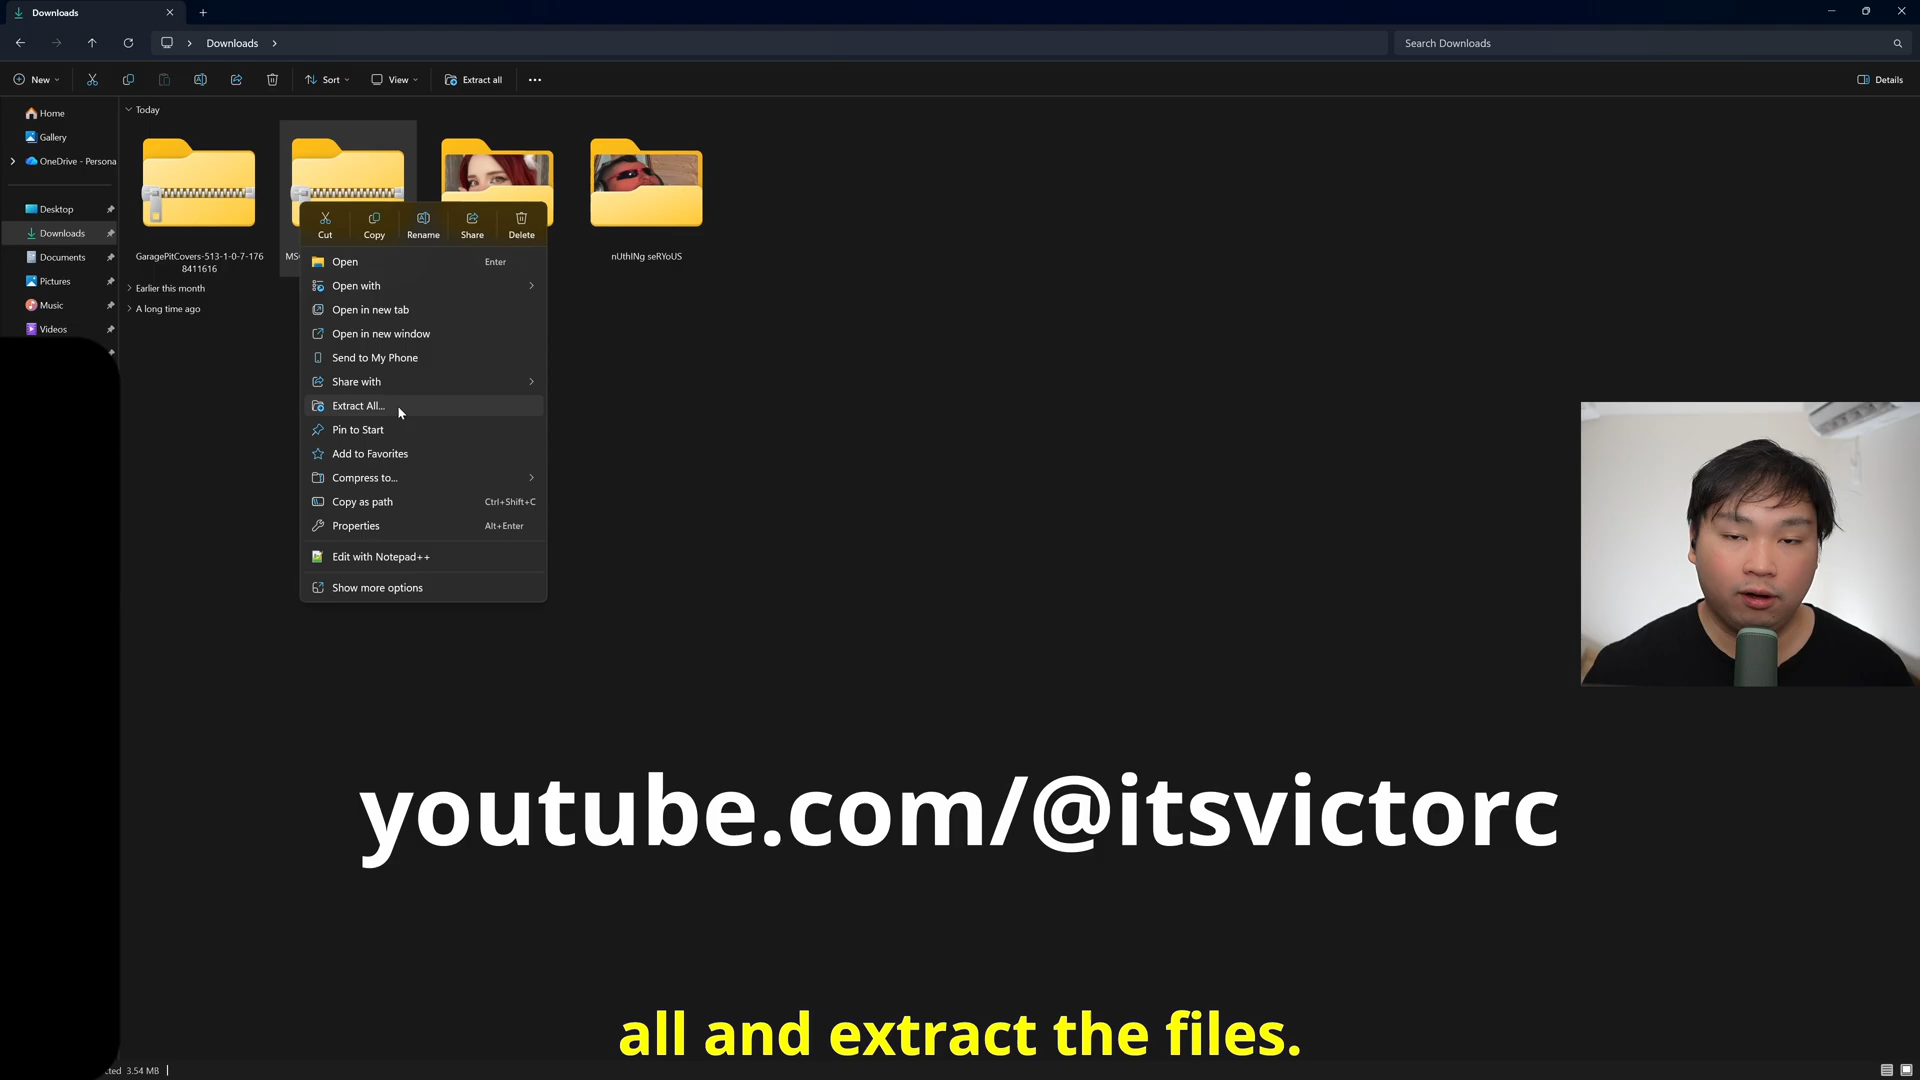 Downloads
Downloads
Search Downloads
New
Sort
View
Extract all
Details
Home
Gallery
OneDrive - Persona
Desktop
Downloads
Documents
Pictures
Music
Videos
Today
GaragePitCovers-513-1-0-7-176
8411616
nUthINg seRYoUS
Earlier this month
A long time ago
Cut
Copy
Rename
Share
Delete
Open Enter
Open with
Open in new tab
Open in new window
Send to My Phone
Share with
Extract All...
Pin to Start
Add to Favorites
Compress to...
Copy as path Ctrl+Shift+C
Properties Alt+Enter
Edit with Notepad++
Show more options
youtube.com/@itsvictorc
all and extract the files.
3.54 MB